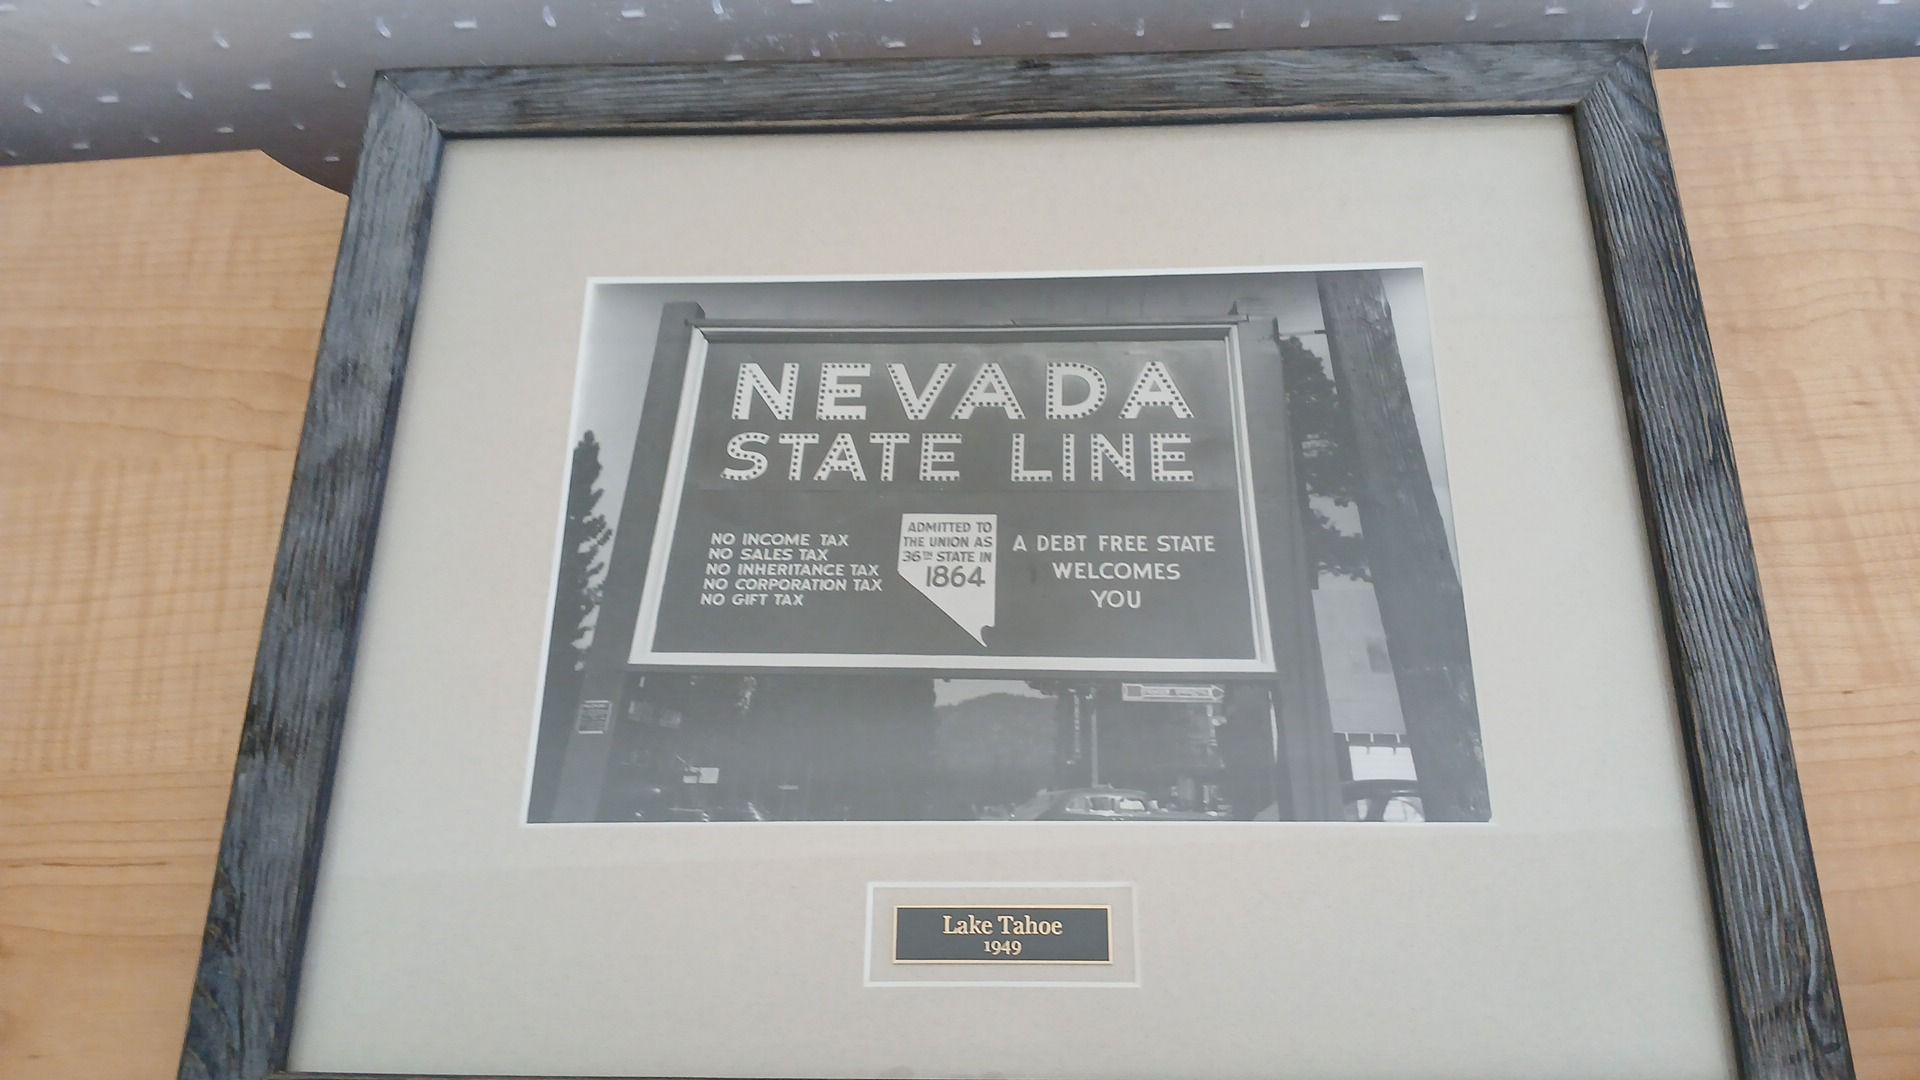 NEVADA
STATE LINE
NO INCOME TAX
NO SALES TAX
NO INHERITANCE TAX
NO CORPORATION TAX
NO GIFT TAX
ADMITTED TO
THE UNION AS
36TH STATE IN
1864
A DEBT FREE STATE
WELCOMES
YOU
Lake Tahoe
1949